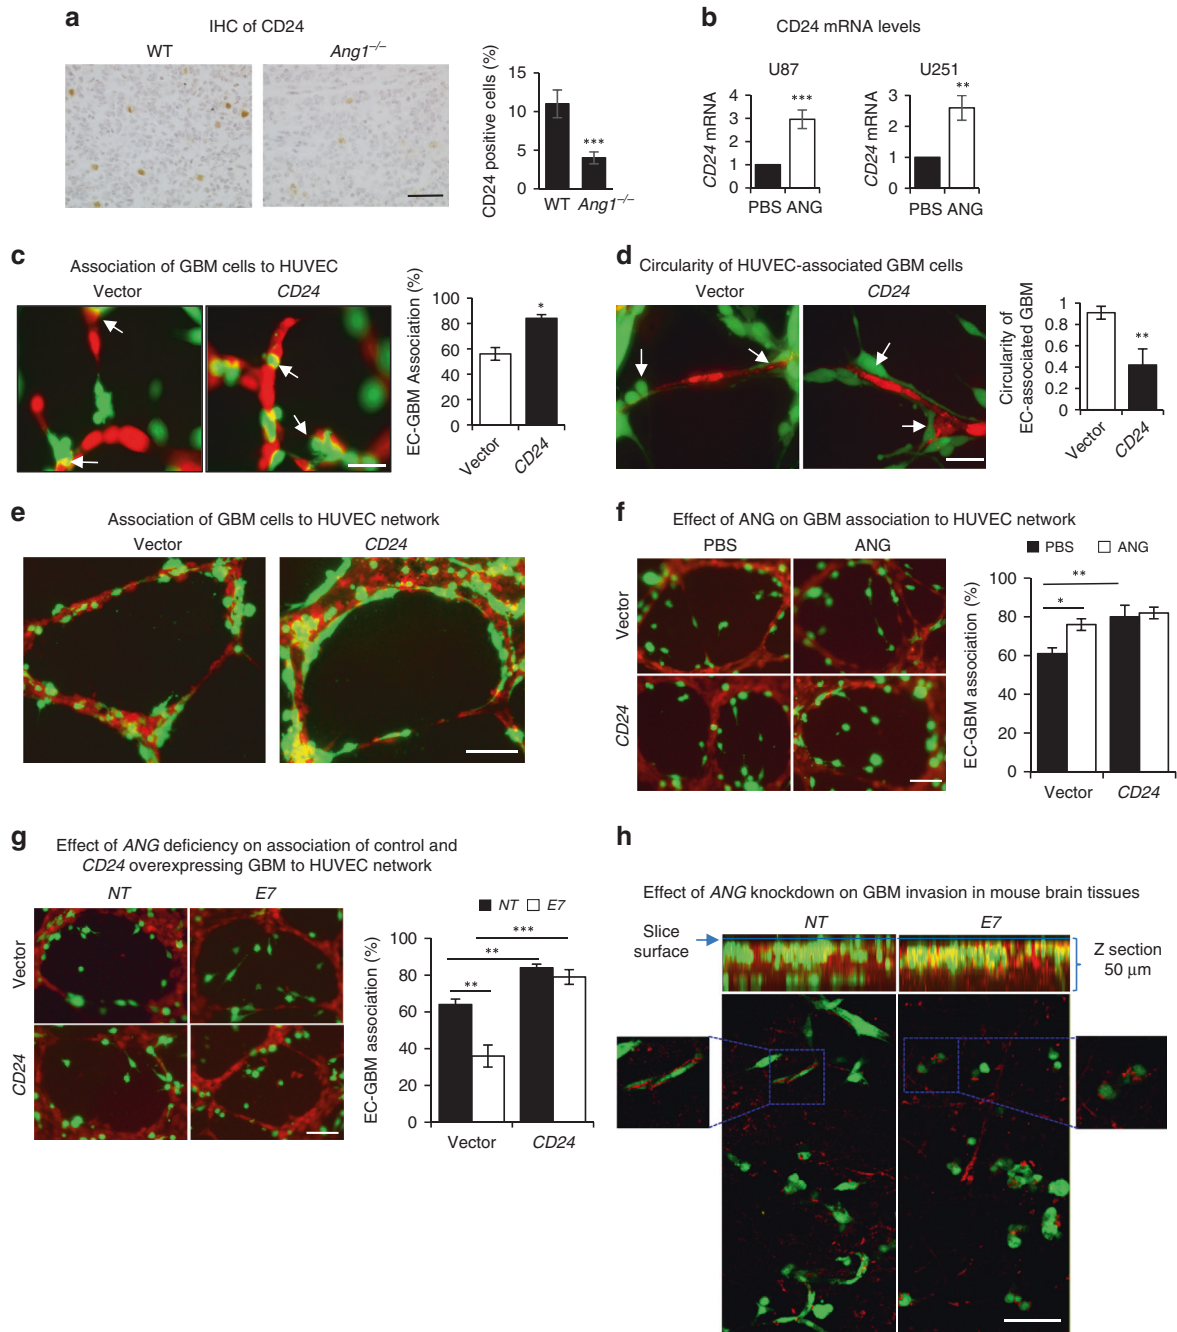 a
IHC of CD24
WT
Ang1–/–
CD24 positive cells (%)
15
10
5
0
***
WT Ang1–/–
b
CD24 mRNA levels
U87
CD24 mRNA
4
3
2
1
0
***
PBS ANG
U251
CD24 mRNA
3
2
1
0
**
PBS ANG
c
Association of GBM cells to HUVEC
Vector
CD24
EC-GBM Association (%)
100
80
60
40
20
0
*
Vector
CD24
d
Circularity of HUVEC-associated GBM cells
Vector
CD24
Circularity of
EC-associated GBM
1
0.8
0.6
0.4
0.2
0
**
Vector
CD24
e
Association of GBM cells to HUVEC network
Vector
CD24
f
Effect of ANG on GBM association to HUVEC network
PBS
ANG
Vector
CD24
PBS
ANG
EC-GBM association (%)
100
80
60
40
20
0
**
*
Vector
CD24
g
Effect of ANG deficiency on association of control and
CD24 overexpressing GBM to HUVEC network
NT
E7
Vector
CD24
NT
E7
EC-GBM association (%)
100
80
60
40
20
0
***
**
**
Vector
CD24
h
Effect of ANG knockdown on GBM invasion in mouse brain tissues
NT
E7
Slice
surface
Z section
50 μm